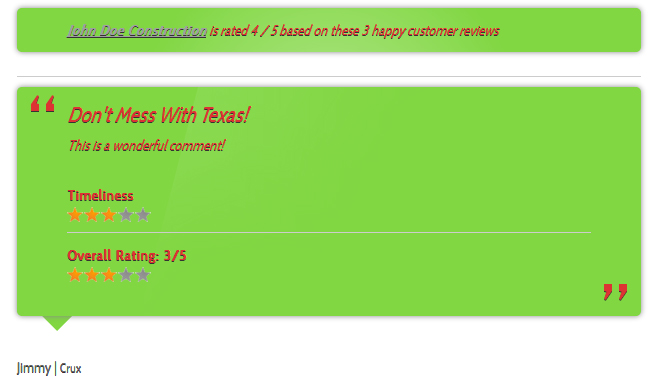 John Doe Construction is rated 4 / 5 based on these 3 happy customer reviews
“
Don't Mess With Texas!
This is a wonderful comment!
Timeliness
Overall Rating: 3/5
”
Jimmy | Crux